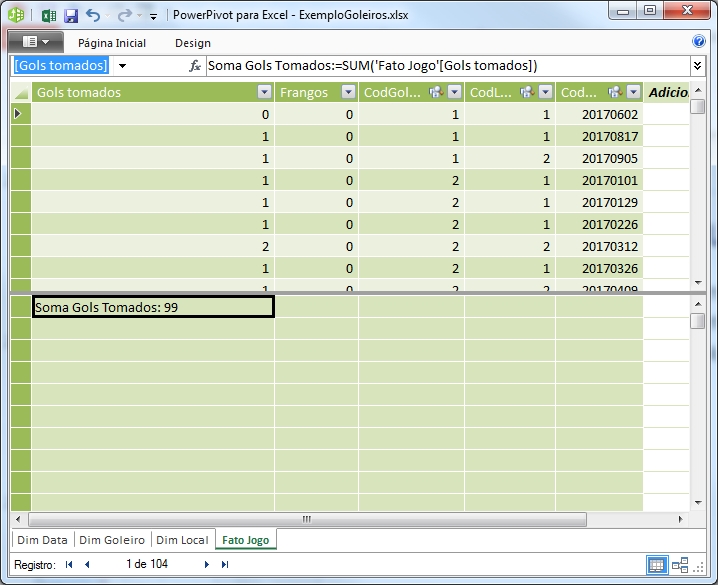 PowerPivot para Excel - ExemploGoleiros.xlsx
Página Inicial Design
[Gols tomados] fx Soma Gols Tomados:=SUM('Fato Jogo'[Gols tomados])
Gols tomados Frangos CodGol... CodL... Cod... Adicio
0 0 1 1 20170602
1 0 1 1 20170817
1 0 1 2 20170905
1 0 2 1 20170101
1 0 2 1 20170129
1 0 2 1 20170226
2 0 2 2 20170312
1 0 2 1 20170326
1 0 2 2 20170409
Soma Gols Tomados: 99
Dim Data Dim Goleiro Dim Local Fato Jogo
Registro: 1 de 104